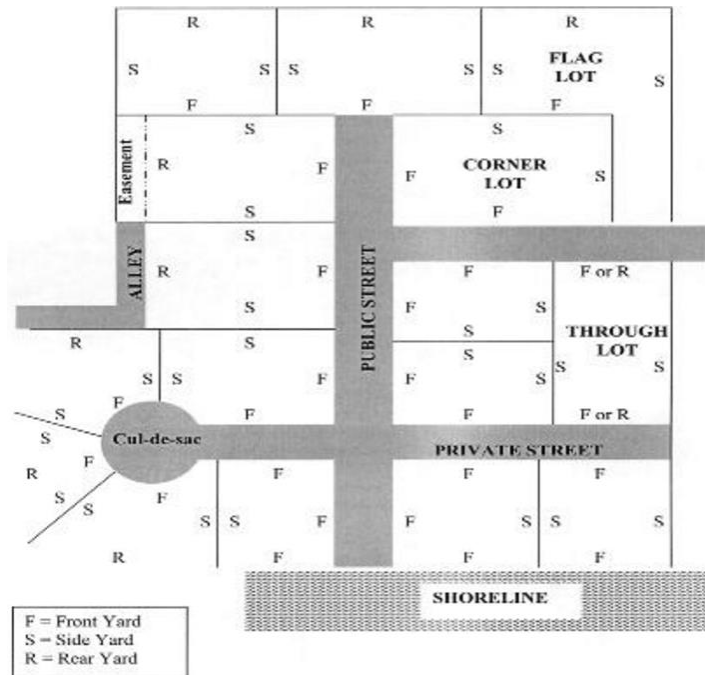 R R R
FLAG
LOT
S S S S S S
F F F
Easement
S S
R F F
CORNER
LOT
S
S F
S
ALLEY
R F
PUBLIC STREET
F F or R
F S
S
S
R S S
THROUGH
LOT
S S F F S S S
F F F F or R
S
S
Cul-de-sac
PRIVATE STREET
F
R S F F F F
S
S S F F S S S
R F F F
SHORELINE
F = Front Yard
S = Side Yard
R = Rear Yard